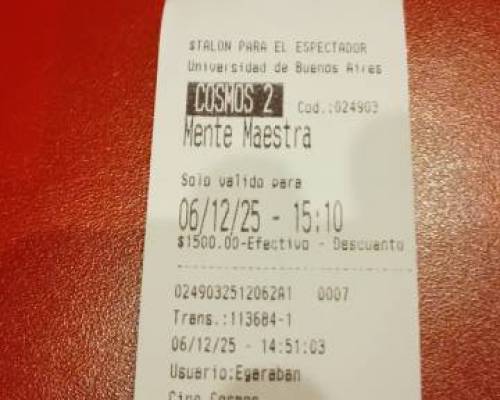 $TALON PARA EL ESPECTADOR
Universidad de Buenos Aires
COSMOS 2 Cod.:024903
Mente Maestra
Solo valido para
06/12/25 - 15:10
$1500.00-Efectivo - Descuento
0249032512062A1 0007
Trans.:113684-1
06/12/25 - 14:51:03
Usuario:Egaraban
Cine Cosmos